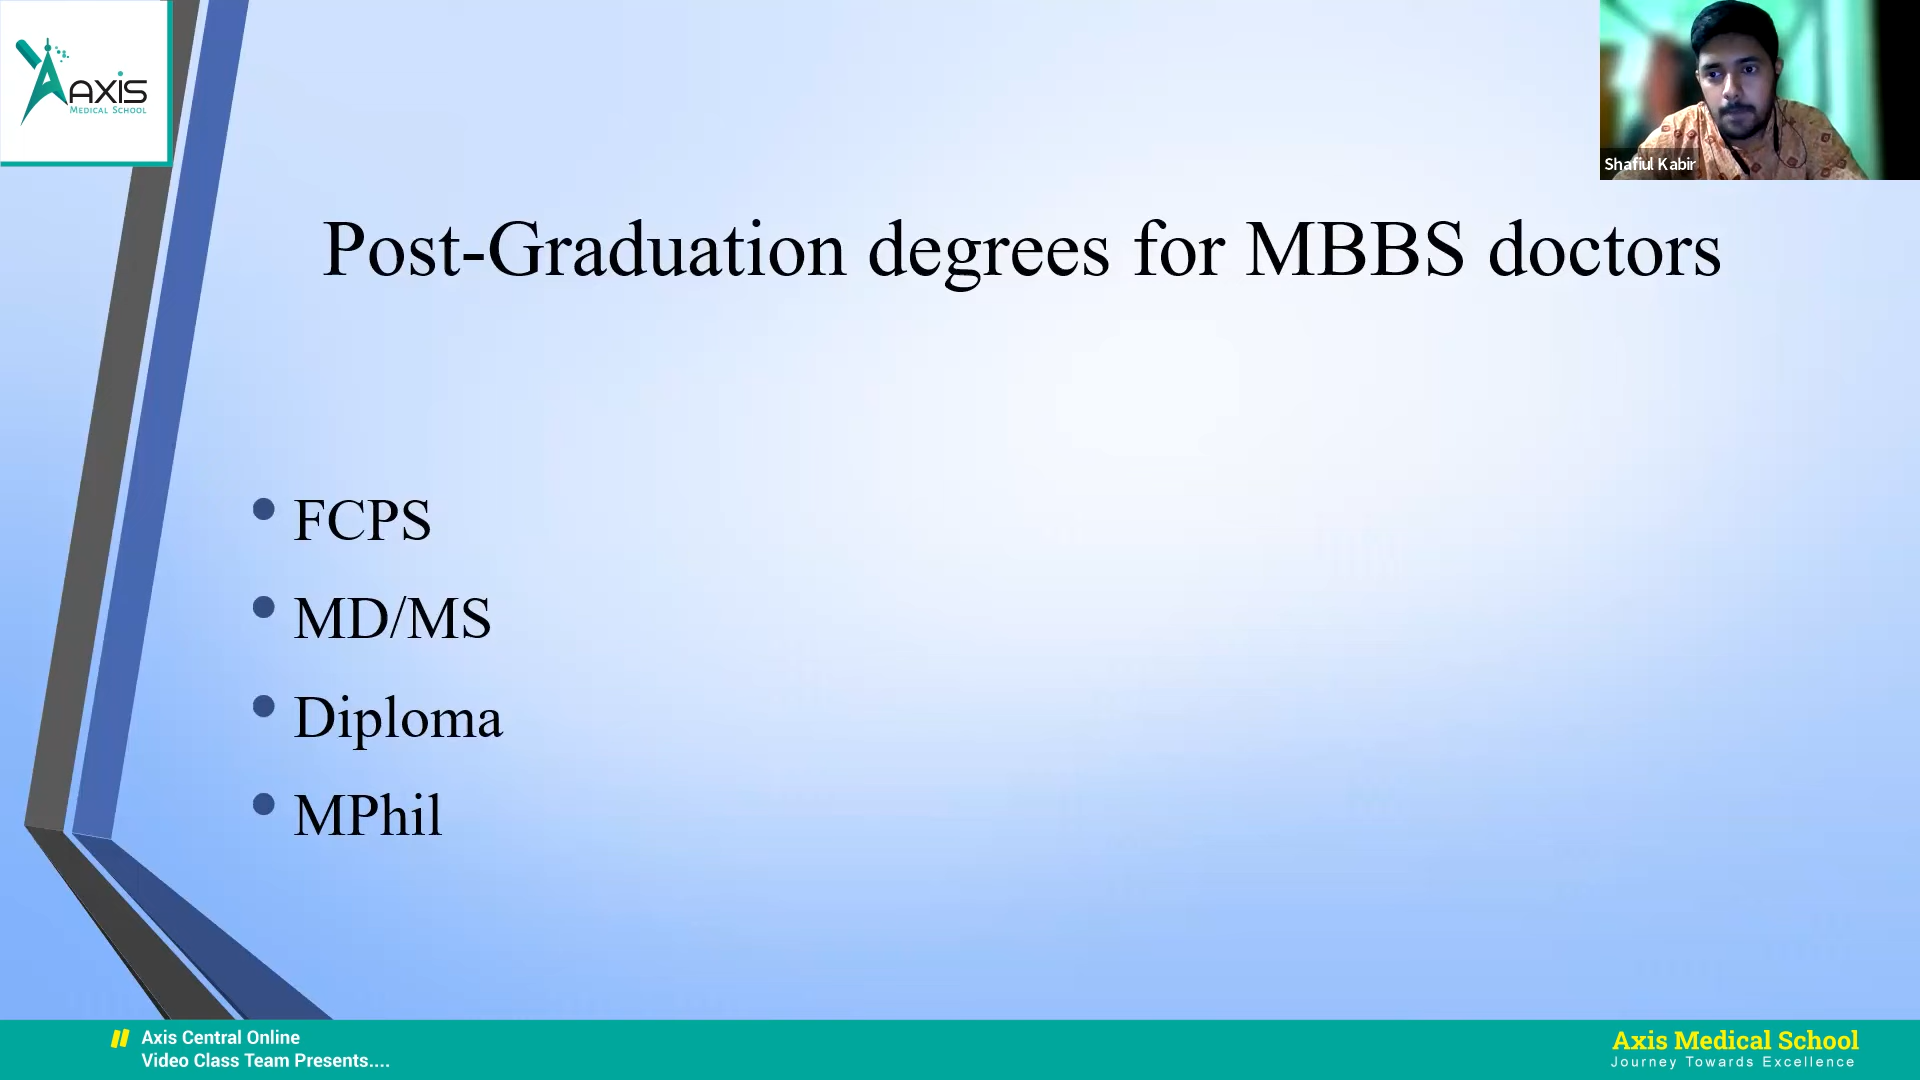 AXIS
MEDICAL SCHOOL
Shafiul Kabir
Post-Graduation degrees for MBBS doctors
• FCPS
• MD/MS
• Diploma
• MPhil
Axis Central Online
Video Class Team Presents....
Axis Medical School
Journey Towards Excellence